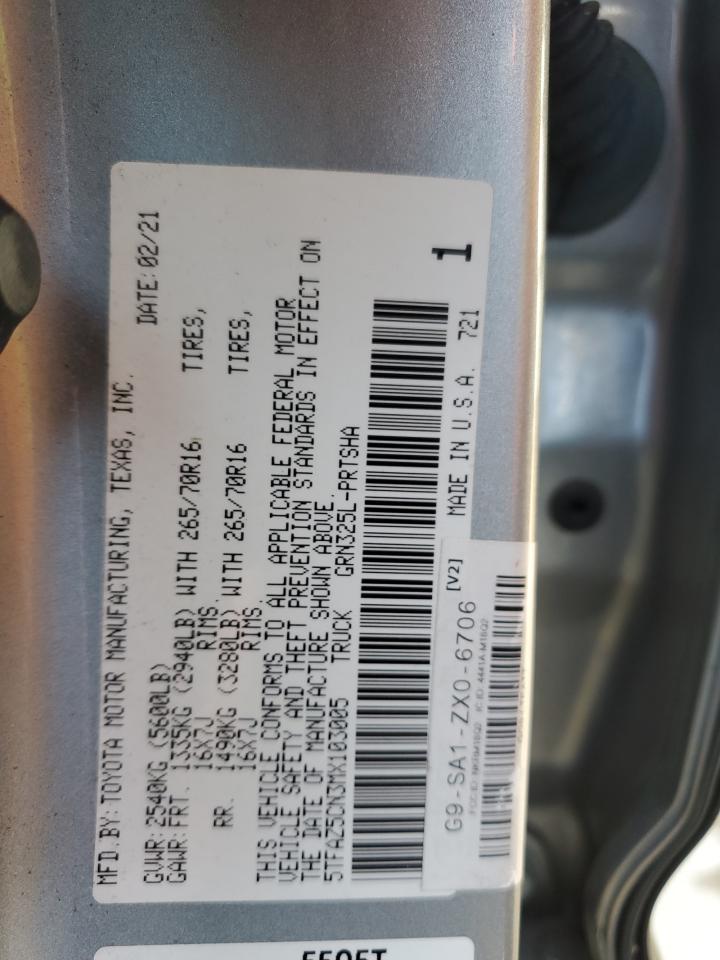 MFD.BY:TOYOTA MOTOR MANUFACTURING, TEXAS, INC.
DATE:02/21
GVWR:2540KG (5600LB)
GAWR:FRT. 1335KG (2940LB) WITH 265/70R16 TIRES,
16X7J RIMS.
RR. 1490KG (3280LB) WITH 265/70R16 TIRES,
16X7J RIMS.
THIS VEHICLE CONFORMS TO ALL APPLICABLE FEDERAL MOTOR
VEHICLE SAFETY AND THEFT PREVENTION STANDARDS IN EFFECT ON
THE DATE OF MANUFACTURE SHOWN ABOVE.
5TFAZ5CN3MX103005 TRUCK GRN325L-PRTSHA
1
MADE IN U.S.A. 721
G9-SA1-ZX0-6706 [V2]